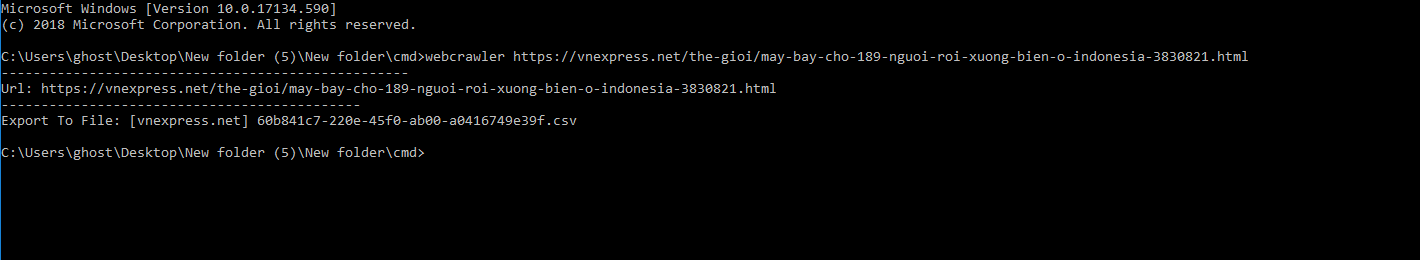 Microsoft Windows [Version 10.0.17134.590]
(c) 2018 Microsoft Corporation. All rights reserved.
C:\Users\ghost\Desktop\New folder (5)\New folder\cmd>webcrawler https://vnexpress.net/the-gioi/may-bay-cho-189-nguoi-roi-xuong-bien-o-indonesia-3830821.html
---------------------------------------------------
Url: https://vnexpress.net/the-gioi/may-bay-cho-189-nguoi-roi-xuong-bien-o-indonesia-3830821.html
---------------------------------------------
Export To File: [vnexpress.net] 60b841c7-220e-45f0-ab00-a0416749e39f.csv
C:\Users\ghost\Desktop\New folder (5)\New folder\cmd>